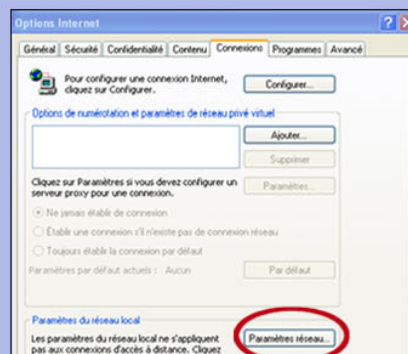 Options Internet
Général Sécurité Confidentialité Contenu Connexions Programmes Avancé
Pour configurer une connexion Internet, cliquez sur Configurer.
Configurer...
Options de numérotation et paramètres de réseau privé virtuel
Ajouter...
Supprimer
Cliquez sur Paramètres si vous devez configurer un
serveur proxy pour une connexion.
Paramètres...
Ne jamais établir de connexion
Établir une connexion s'il n'existe pas de connexion réseau
Toujours établir la connexion par défaut
Paramètres par défaut actuels : Aucun
Par défaut
Paramètres du réseau local
Les paramètres du réseau local ne s'appliquent
pas aux connexions d'accès à distance. Cliquez
Paramètres réseau...